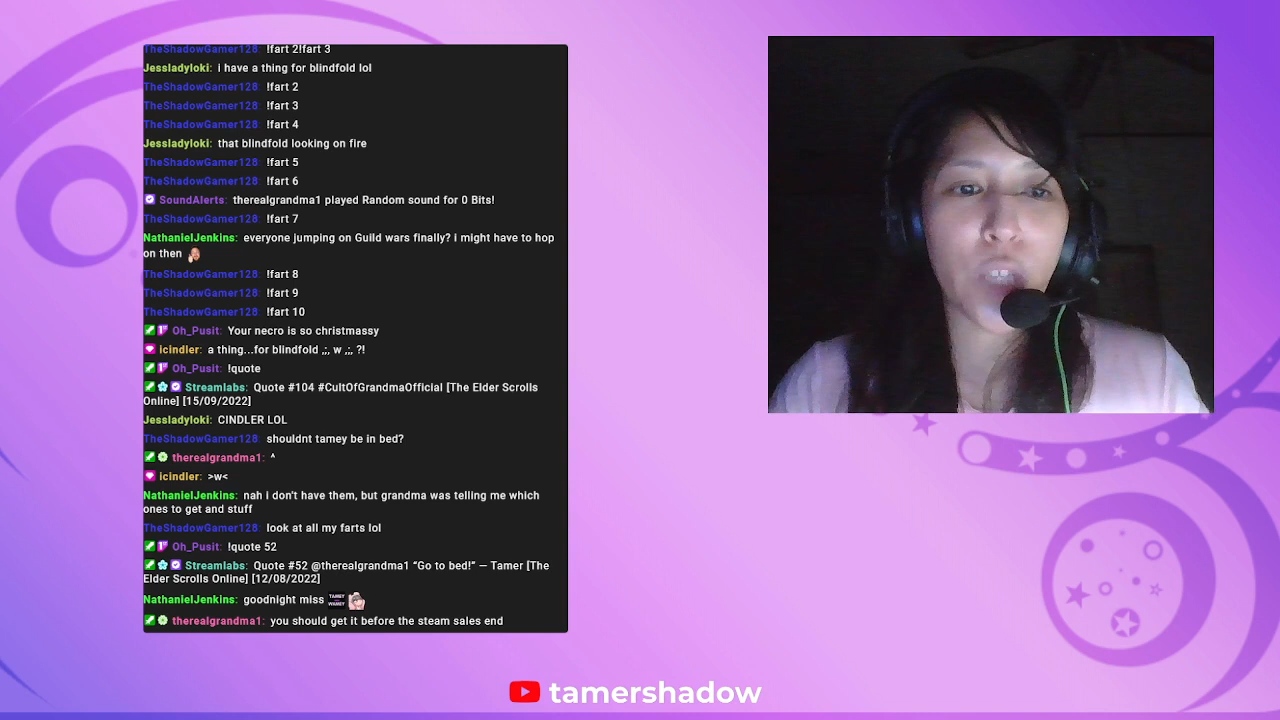 TheShadowGamer128: !fart 2!fart 3
Jessladyloki: i have a thing for blindfold lol
TheShadowGamer128: !fart 2
TheShadowGamer128: !fart 3
TheShadowGamer128: !fart 4
Jessladyloki: that blindfold looking on fire
TheShadowGamer128: !fart 5
TheShadowGamer128: !fart 6
SoundAlerts: therealgrandma1 played Random sound for 0 Bits!
TheShadowGamer128: !fart 7
NathanielJenkins: everyone jumping on Guild wars finally? i might have to hop
on then
TheShadowGamer128: !fart 8
TheShadowGamer128: !fart 9
TheShadowGamer128: !fart 10
Oh_Pusit: Your necro is so christmassy
icindler: a thing...for blindfold ,;, w ,;, ?!
Oh_Pusit: !quote
Streamlabs: Quote #104 #CultOfGrandmaOfficial [The Elder Scrolls
Online] [15/09/2022]
Jessladyloki: CINDLER LOL
TheShadowGamer128: shouldnt tamey be in bed?
therealgrandma1: ^
icindler: >w<
NathanielJenkins: nah i don't have them, but grandma was telling me which
ones to get and stuff
TheShadowGamer128: look at all my farts lol
Oh_Pusit: !quote 52
Streamlabs: Quote #52 @therealgrandma1 “Go to bed!” — Tamer [The
Elder Scrolls Online] [12/08/2022]
NathanielJenkins: goodnight miss TAMEY WAMEY
therealgrandma1: you should get it before the steam sales end
tamershadow